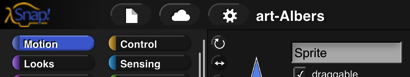 Snap! art-Albers
Motion Control Sprite
Looks Sensing draggable